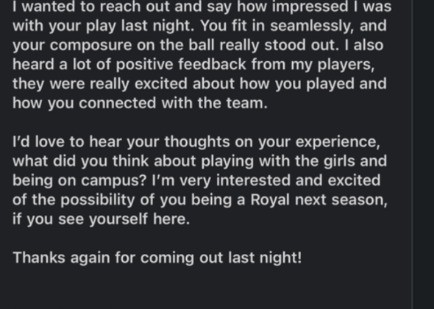 I wanted to reach out and say how impressed I was
with your play last night. You fit in seamlessly, and
your composure on the ball really stood out. I also
heard a lot of positive feedback from my players,
they were really excited about how you played and
how you connected with the team.
I'd love to hear your thoughts on your experience,
what did you think about playing with the girls and
being on campus? I'm very interested and excited
of the possibility of you being a Royal next season,
if you see yourself here.
Thanks again for coming out last night!